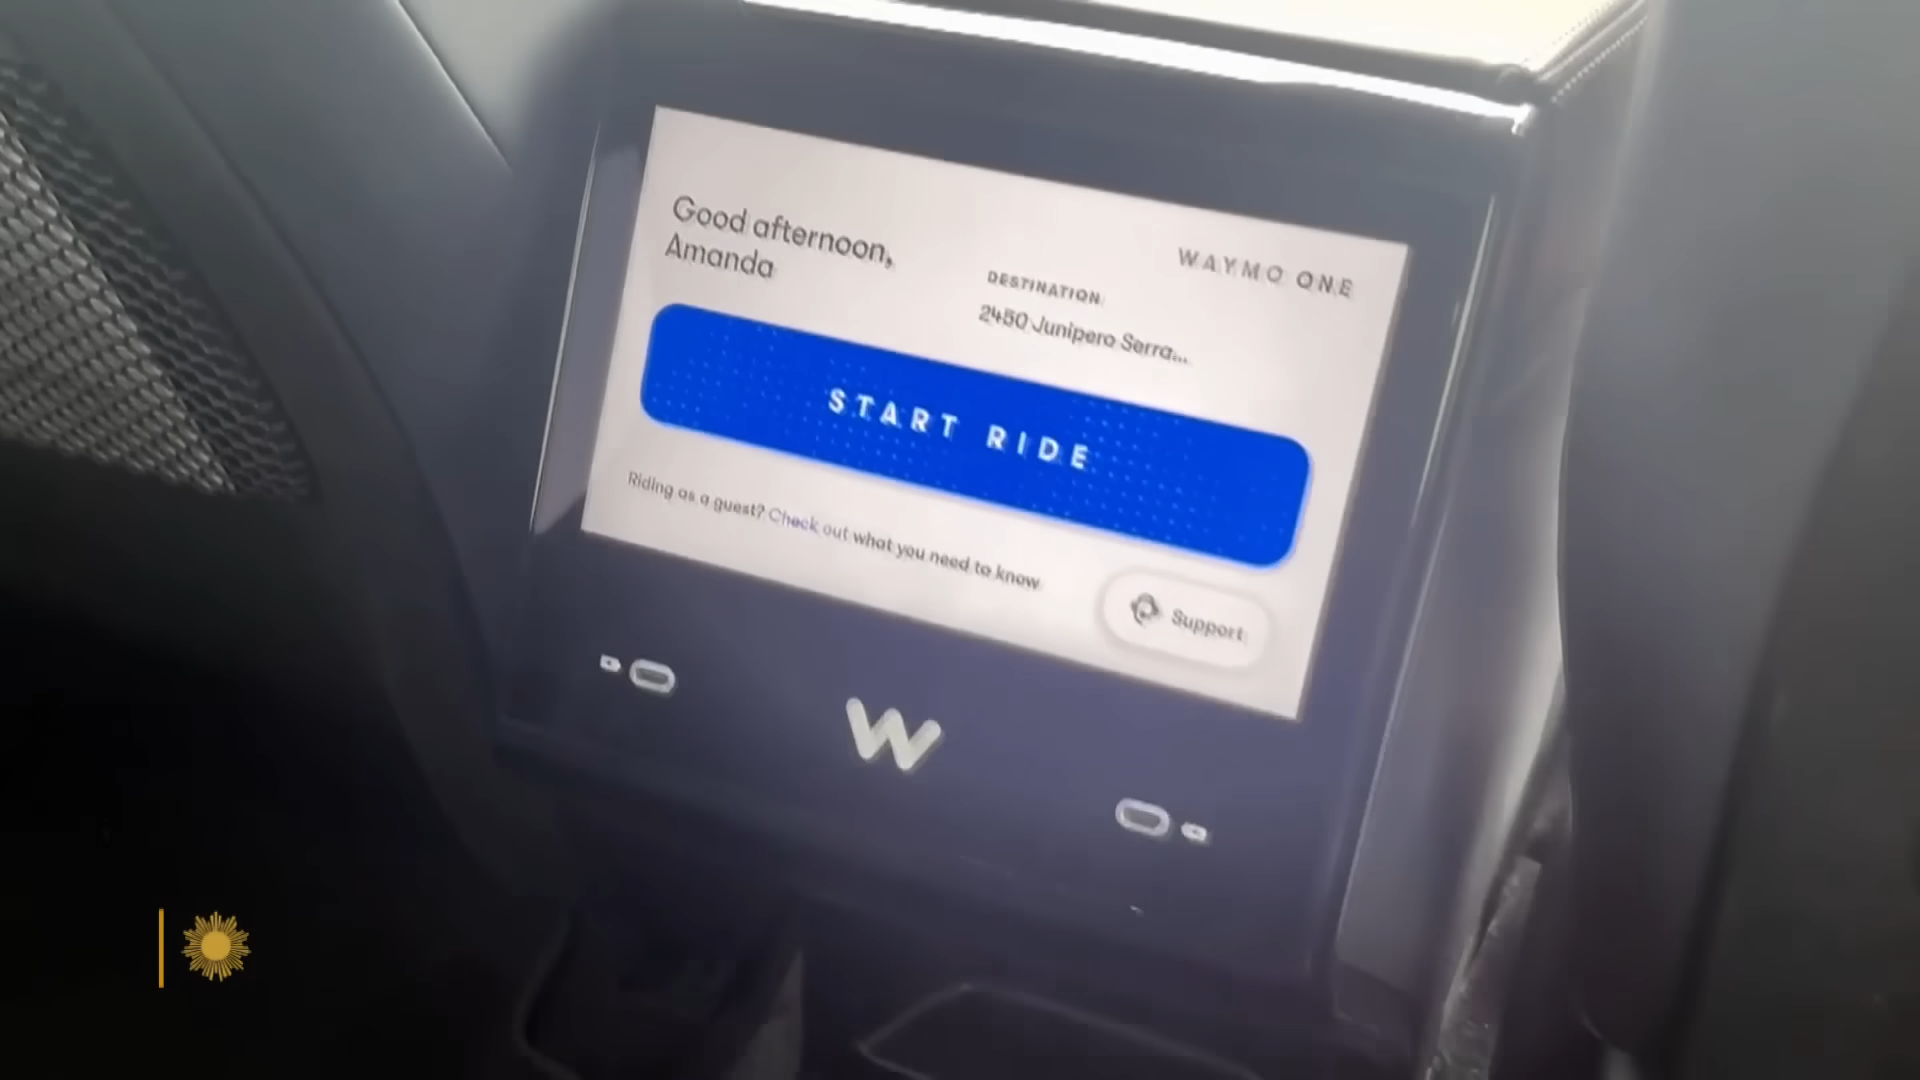 Good afternoon,
Amanda
WAYMO ONE
DESTINATION
2450 Junipero Serra...
START RIDE
Riding as a guest? Check out what you need to know
Support
W